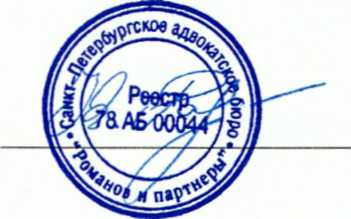 Санкт-Петербургское адвокатское бюро
• "Романов и партнеры" •
Реестр
78 АБ 00044